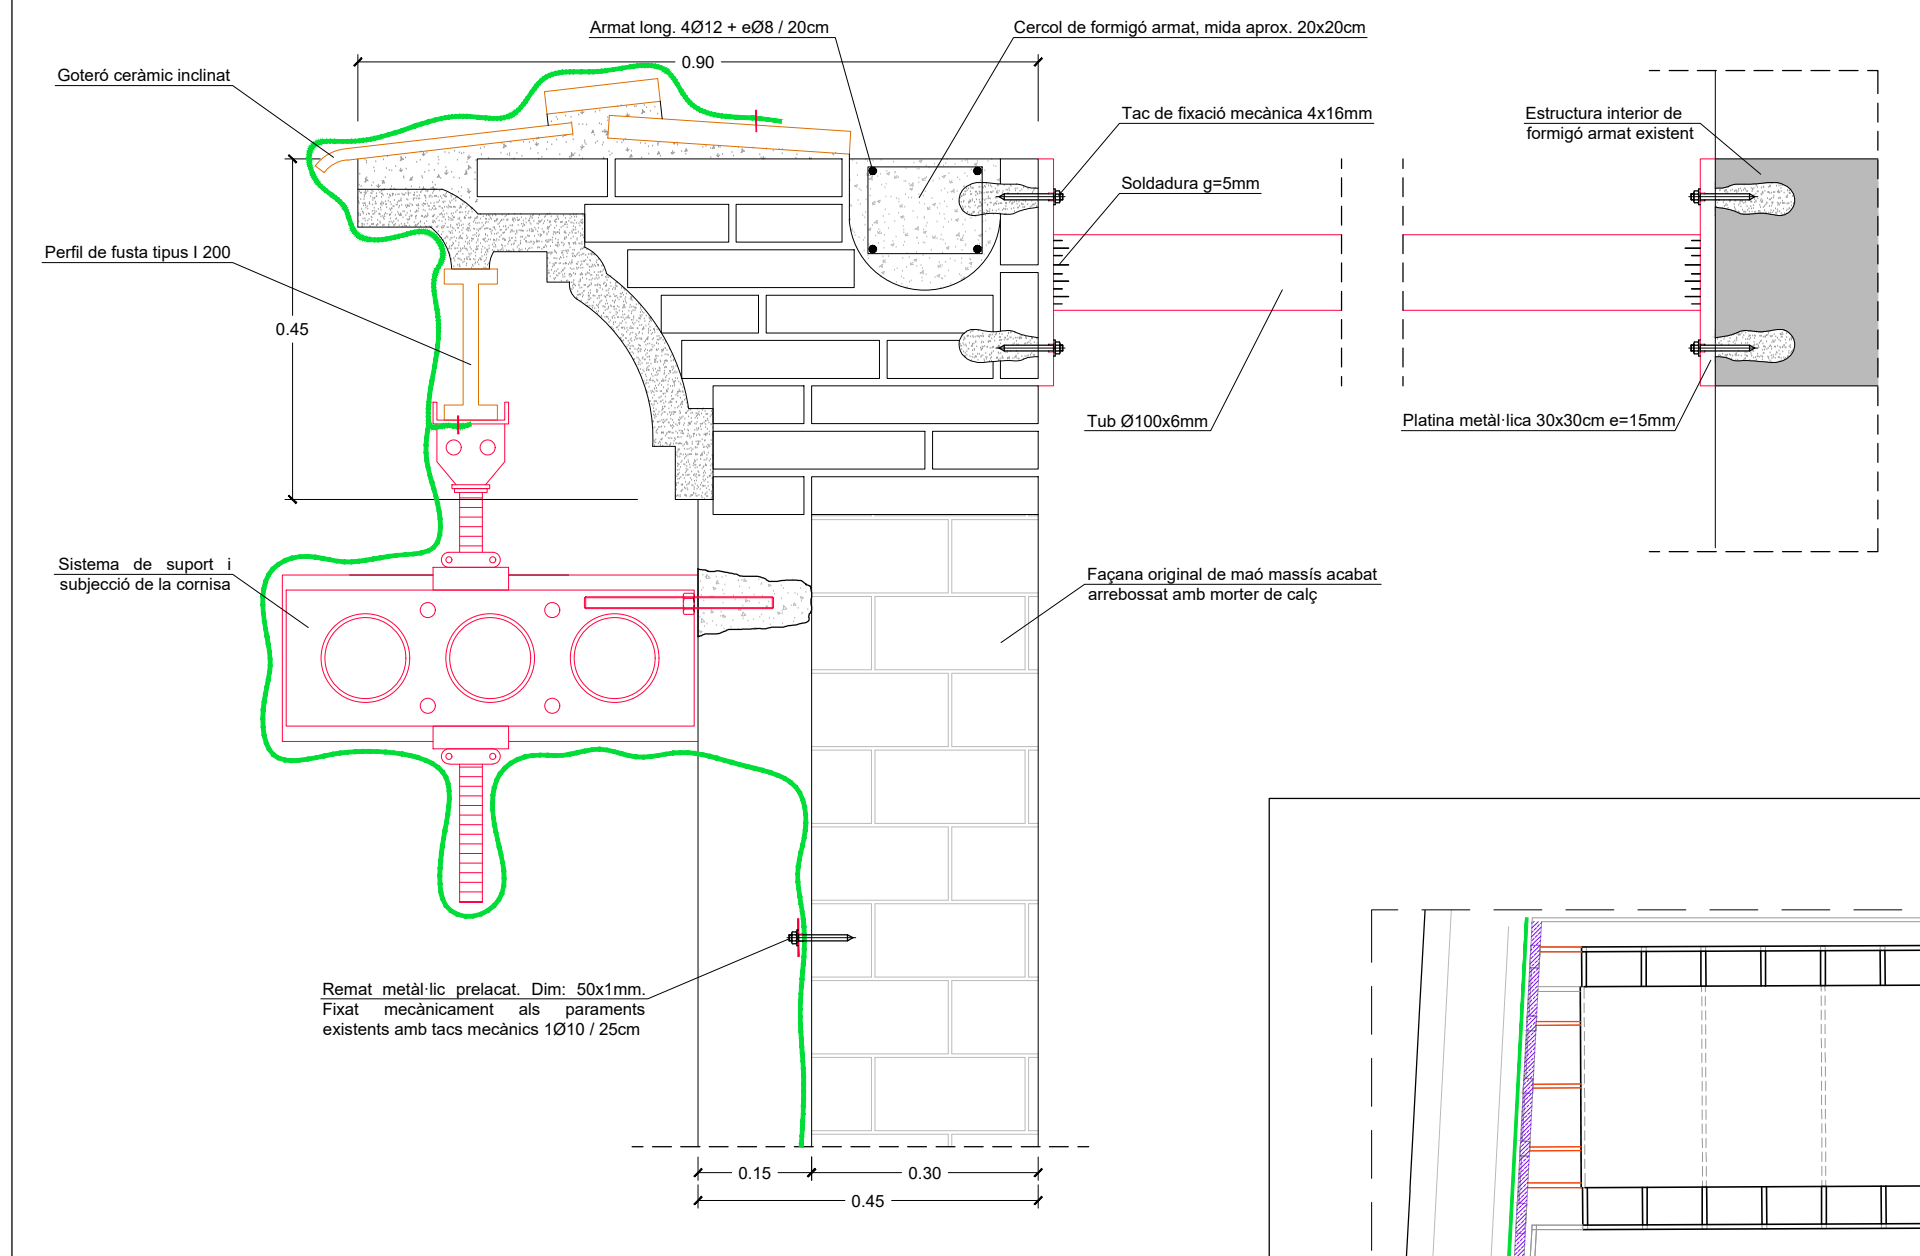 Armat long. 4Ø12 + eØ8 / 20cm
Cercol de formigó armat, mida aprox. 20x20cm
0.90
Goteró ceràmic inclinat
Tac de fixació mecànica 4x16mm
Estructura interior de
formigó armat existent
Soldadura g=5mm
Perfil de fusta tipus I 200
0.45
Tub Ø100x6mm
Platina metàl·lica 30x30cm e=15mm
Sistema de suport i
subjecció de la cornisa
Façana original de maó massís acabat
arrebossat amb morter de calç
Remat metàl·lic prelacat. Dim: 50x1mm.
Fixat mecànicament als paraments
existents amb tacs mecànics 1Ø10 / 25cm
0.15
0.30
0.45